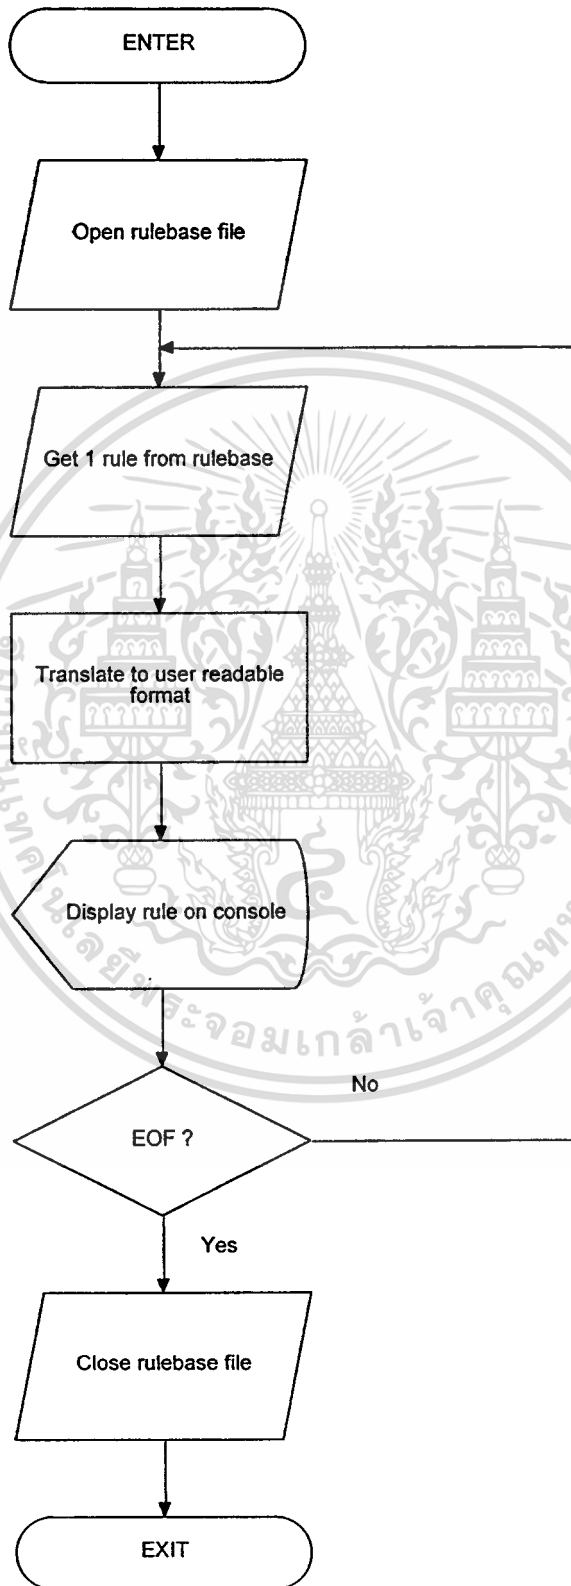 ENTER
Open rulebase file
Get 1 rule from rulebase
Translate to user readable
format
Display rule on console
No
EOF ?
Yes
Close rulebase file
EXIT